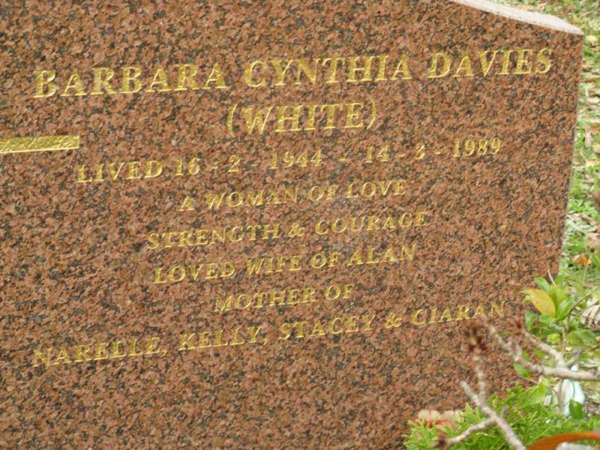 BARBARA CYNTHIA DAVIES
(WHITE)
LIVED 16 - 2 - 1944 - 14 - 3 - 1989
A WOMAN OF LOVE
STRENGTH & COURAGE
LOVED WIFE OF ALAN
MOTHER OF
NARELLE, KELLY, STACEY & CIARAN